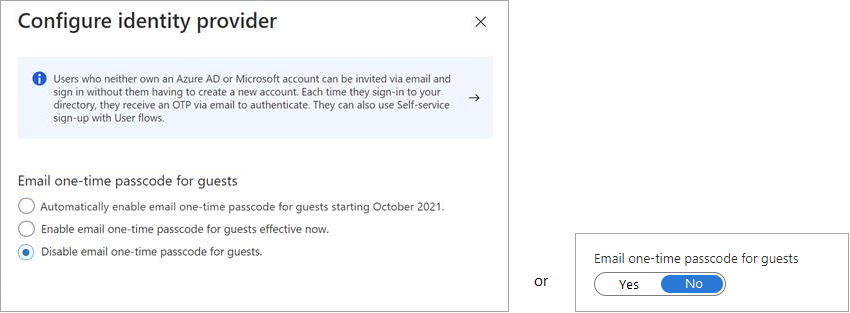 Configure identity provider
Users who neither own an Azure AD or Microsoft account can be invited via email and
sign in without them having to create a new account. Each time they sign-in to your
directory, they receive an OTP via email to authenticate. They can also use Self-service
sign-up with User flows.
Email one-time passcode for guests
Automatically enable email one-time passcode for guests starting October 2021.
Enable email one-time passcode for guests effective now.
Disable email one-time passcode for guests.
or
Email one-time passcode for guests
Yes No